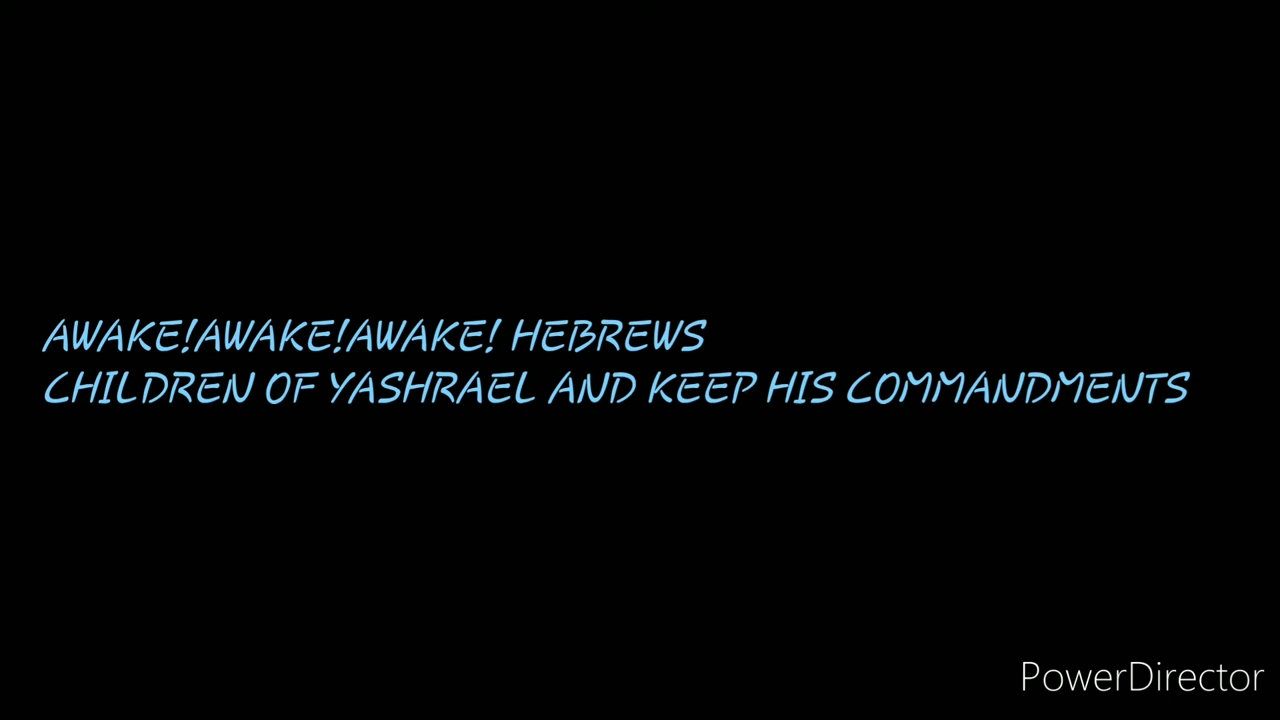 AWAKE!AWAKE!AWAKE! HEBREWS
CHILDREN OF YASHRAEL AND KEEP HIS COMMANDMENTS
PowerDirector